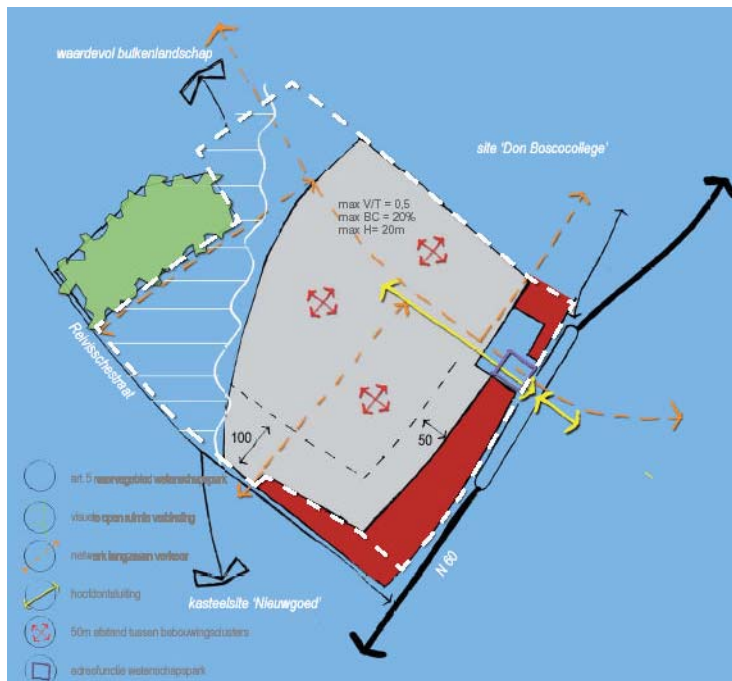 waardevol buitenlandschap
site 'Don Boscocollege'
max V/T = 0,5
max BC = 20%
max H= 20m
Reivisschestraat
100
50
N 60
art. 5 reservegebied wetenschapspark
visuele open ruimte verbinding
netwerk langzaam verkeer
hoofdontsluiting
kasteelsite 'Nieuwgoed'
50m afstand tussen bebouwingsclusters
adresfunctie wetenschapspark